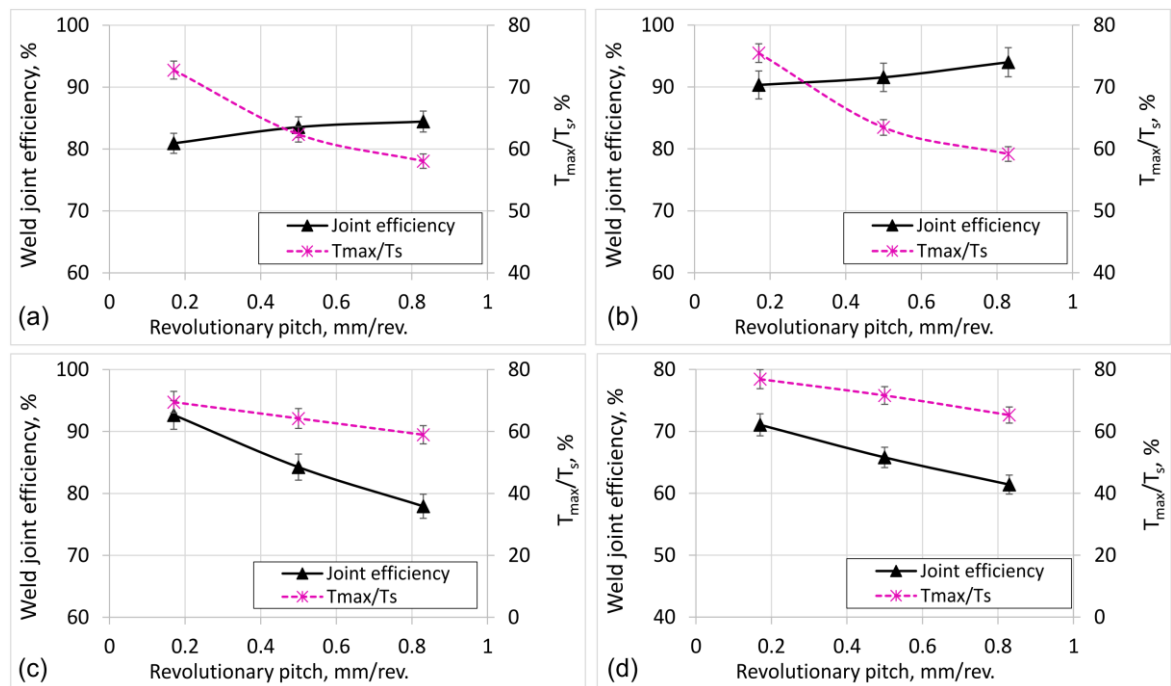 Weld joint efficiency, %
100
90
80
70
60
80
70
60
50
40
Tmax/Ts, %
Joint efficiency
Tmax/Ts
0 0.2 0.4 0.6 0.8 1
(a) Revolutionary pitch, mm/rev.
Weld joint efficiency, %
100
90
80
70
60
80
70
60
50
40
Tmax/Ts, %
Joint efficiency
Tmax/Ts
0 0.2 0.4 0.6 0.8 1
(b) Revolutionary pitch, mm/rev.
Weld joint efficiency, %
100
90
80
70
60
80
60
40
20
0
Tmax/Ts, %
Joint efficiency
Tmax/Ts
0 0.2 0.4 0.6 0.8 1
(c) Revolutionary pitch, mm/rev.
Weld joint efficiency, %
80
70
60
50
40
80
60
40
20
0
Tmax/Ts, %
Joint efficiency
Tmax/Ts
0 0.2 0.4 0.6 0.8 1
(d) Revolutionary pitch, mm/rev.